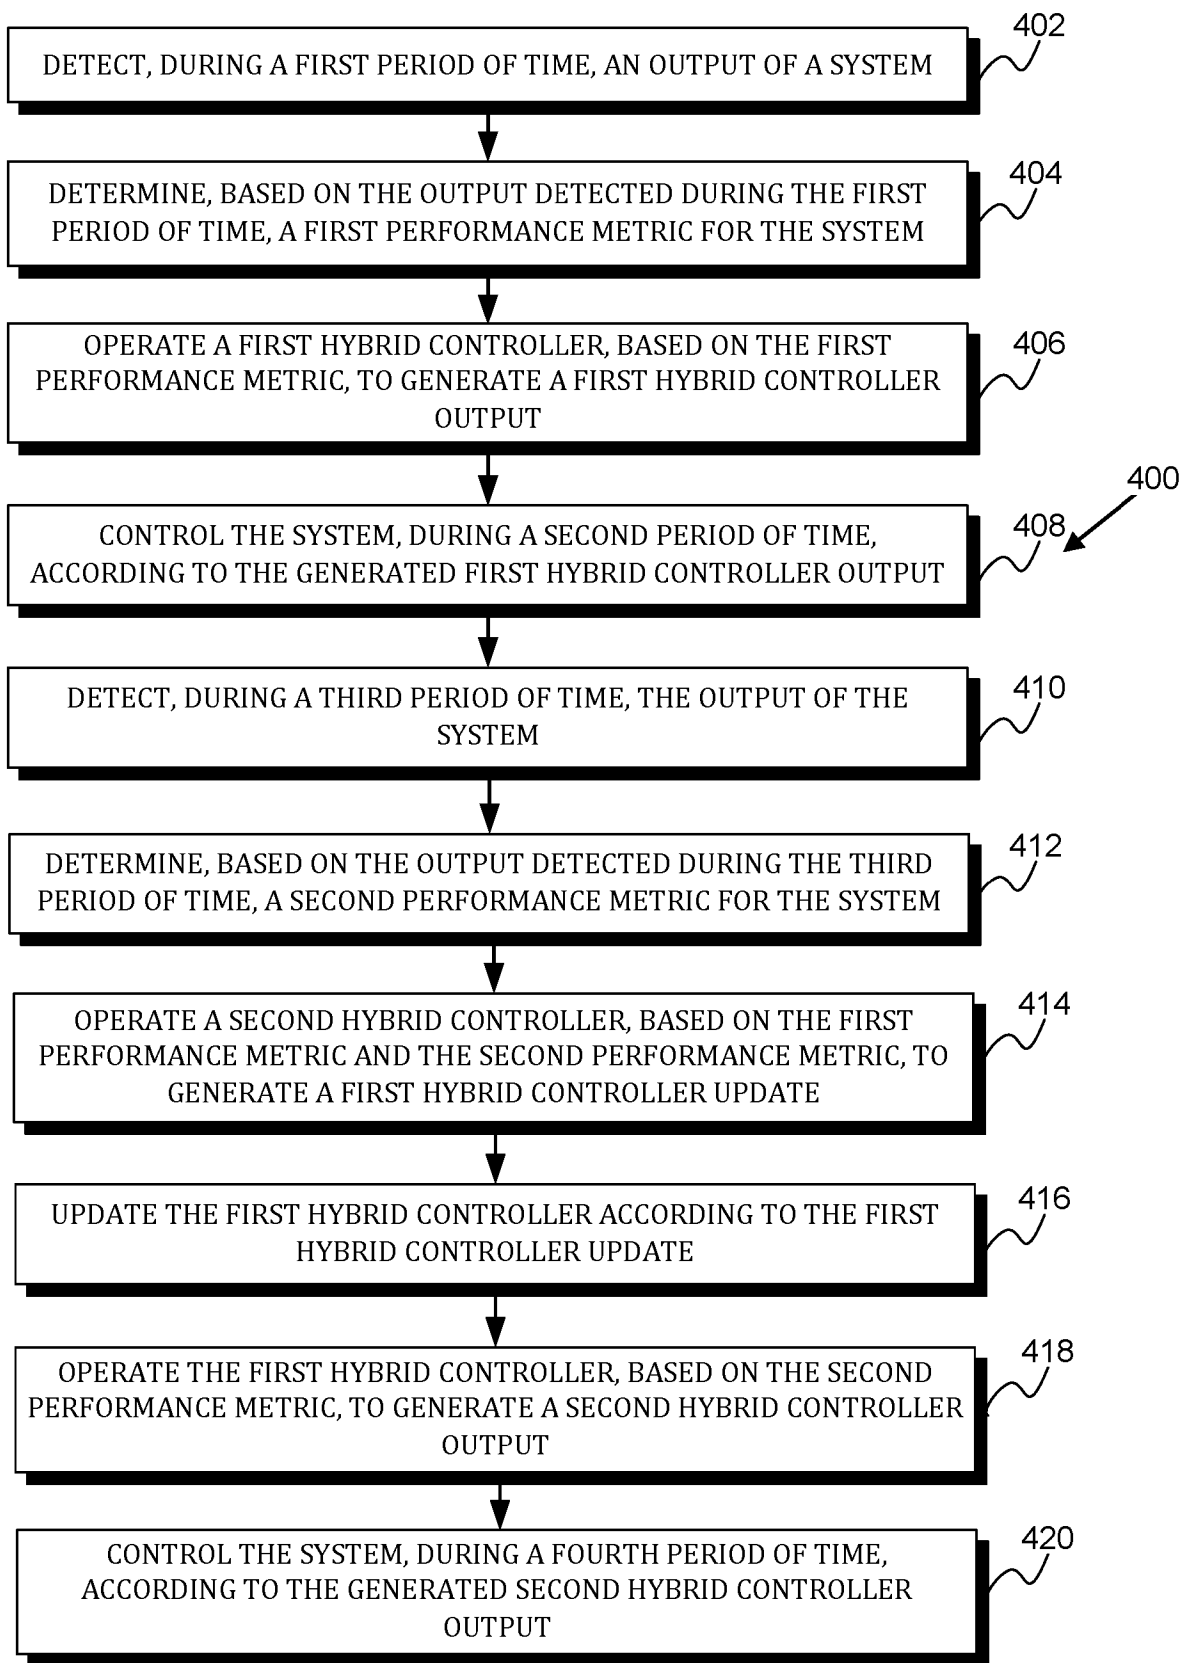 402
DETECT, DURING A FIRST PERIOD OF TIME, AN OUTPUT OF A SYSTEM
404
DETERMINE, BASED ON THE OUTPUT DETECTED DURING THE FIRST
PERIOD OF TIME, A FIRST PERFORMANCE METRIC FOR THE SYSTEM
406
OPERATE A FIRST HYBRID CONTROLLER, BASED ON THE FIRST
PERFORMANCE METRIC, TO GENERATE A FIRST HYBRID CONTROLLER
OUTPUT
400
408
CONTROL THE SYSTEM, DURING A SECOND PERIOD OF TIME,
ACCORDING TO THE GENERATED FIRST HYBRID CONTROLLER OUTPUT
410
DETECT, DURING A THIRD PERIOD OF TIME, THE OUTPUT OF THE
SYSTEM
412
DETERMINE, BASED ON THE OUTPUT DETECTED DURING THE THIRD
PERIOD OF TIME, A SECOND PERFORMANCE METRIC FOR THE SYSTEM
414
OPERATE A SECOND HYBRID CONTROLLER, BASED ON THE FIRST
PERFORMANCE METRIC AND THE SECOND PERFORMANCE METRIC, TO
GENERATE A FIRST HYBRID CONTROLLER UPDATE
416
UPDATE THE FIRST HYBRID CONTROLLER ACCORDING TO THE FIRST
HYBRID CONTROLLER UPDATE
418
OPERATE THE FIRST HYBRID CONTROLLER, BASED ON THE SECOND
PERFORMANCE METRIC, TO GENERATE A SECOND HYBRID CONTROLLER
OUTPUT
420
CONTROL THE SYSTEM, DURING A FOURTH PERIOD OF TIME,
ACCORDING TO THE GENERATED SECOND HYBRID CONTROLLER
OUTPUT